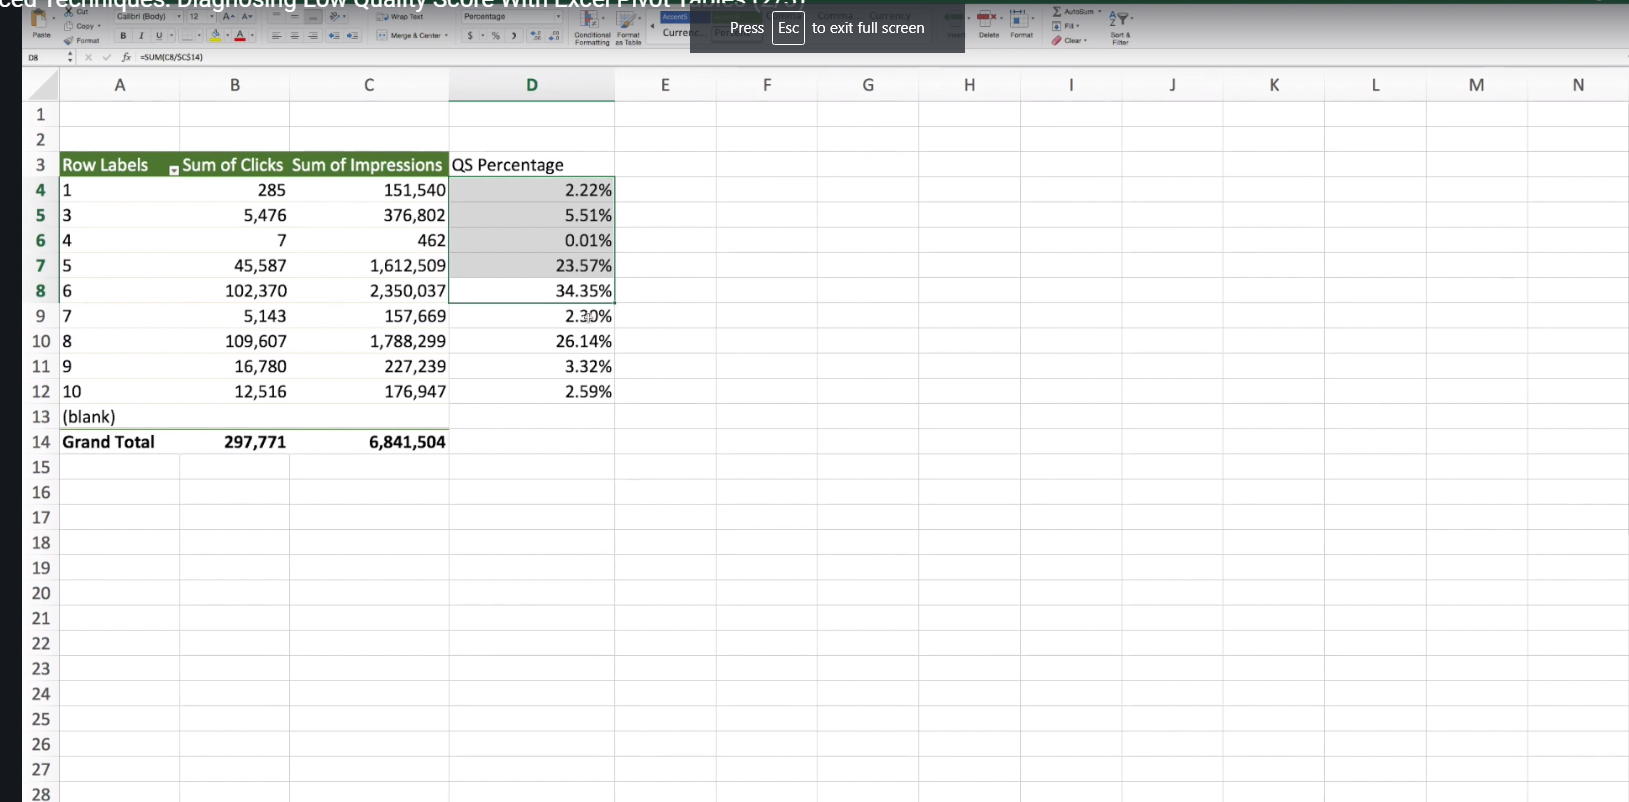 Techniques: Diagnosing Low Quality Score With Excel Pivot Tables (2/3)
Press Esc to exit full screen
Paste Cut Copy Format
Calibri (Body) 12 A A
B I U A
Wrap Text
Merge & Center
Percentage
$ %
Conditional Formatting
Format as Table
Accent5
Delete Format
AutoSum
Fill
Clear
Sort & Filter
D8 fx =SUM(C8/$C$14)
A B C D E F G H I J K L M N
1
2
3 Row Labels Sum of Clicks Sum of Impressions QS Percentage
4 1 285 151,540 2.22%
5 3 5,476 376,802 5.51%
6 4 7 462 0.01%
7 5 45,587 1,612,509 23.57%
8 6 102,370 2,350,037 34.35%
9 7 5,143 157,669 2.30%
10 8 109,607 1,788,299 26.14%
11 9 16,780 227,239 3.32%
12 10 12,516 176,947 2.59%
13 (blank)
14 Grand Total 297,771 6,841,504
15
16
17
18
19
20
21
22
23
24
25
26
27
28